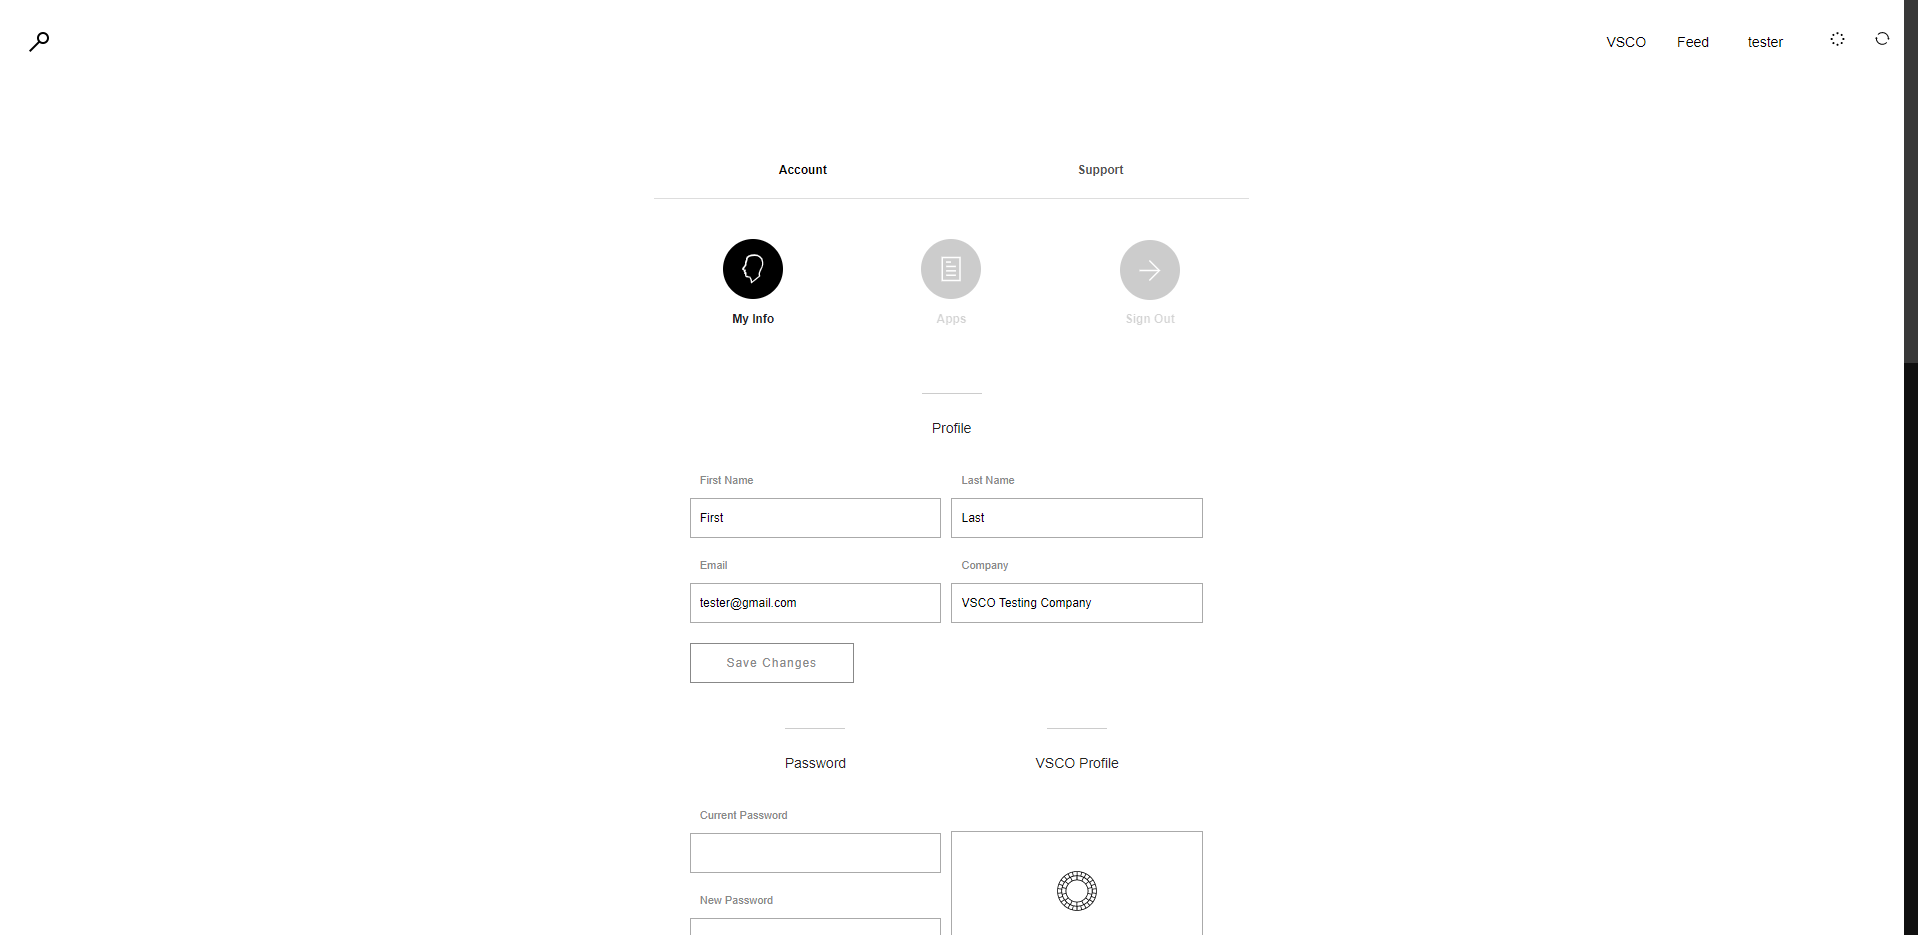 VSCO Feed tester
Account Support
My Info Apps Sign Out
Profile
First Name Last Name
First Last
Email Company
tester@gmail.com VSCO Testing Company
Save Changes
Password VSCO Profile
Current Password
New Password